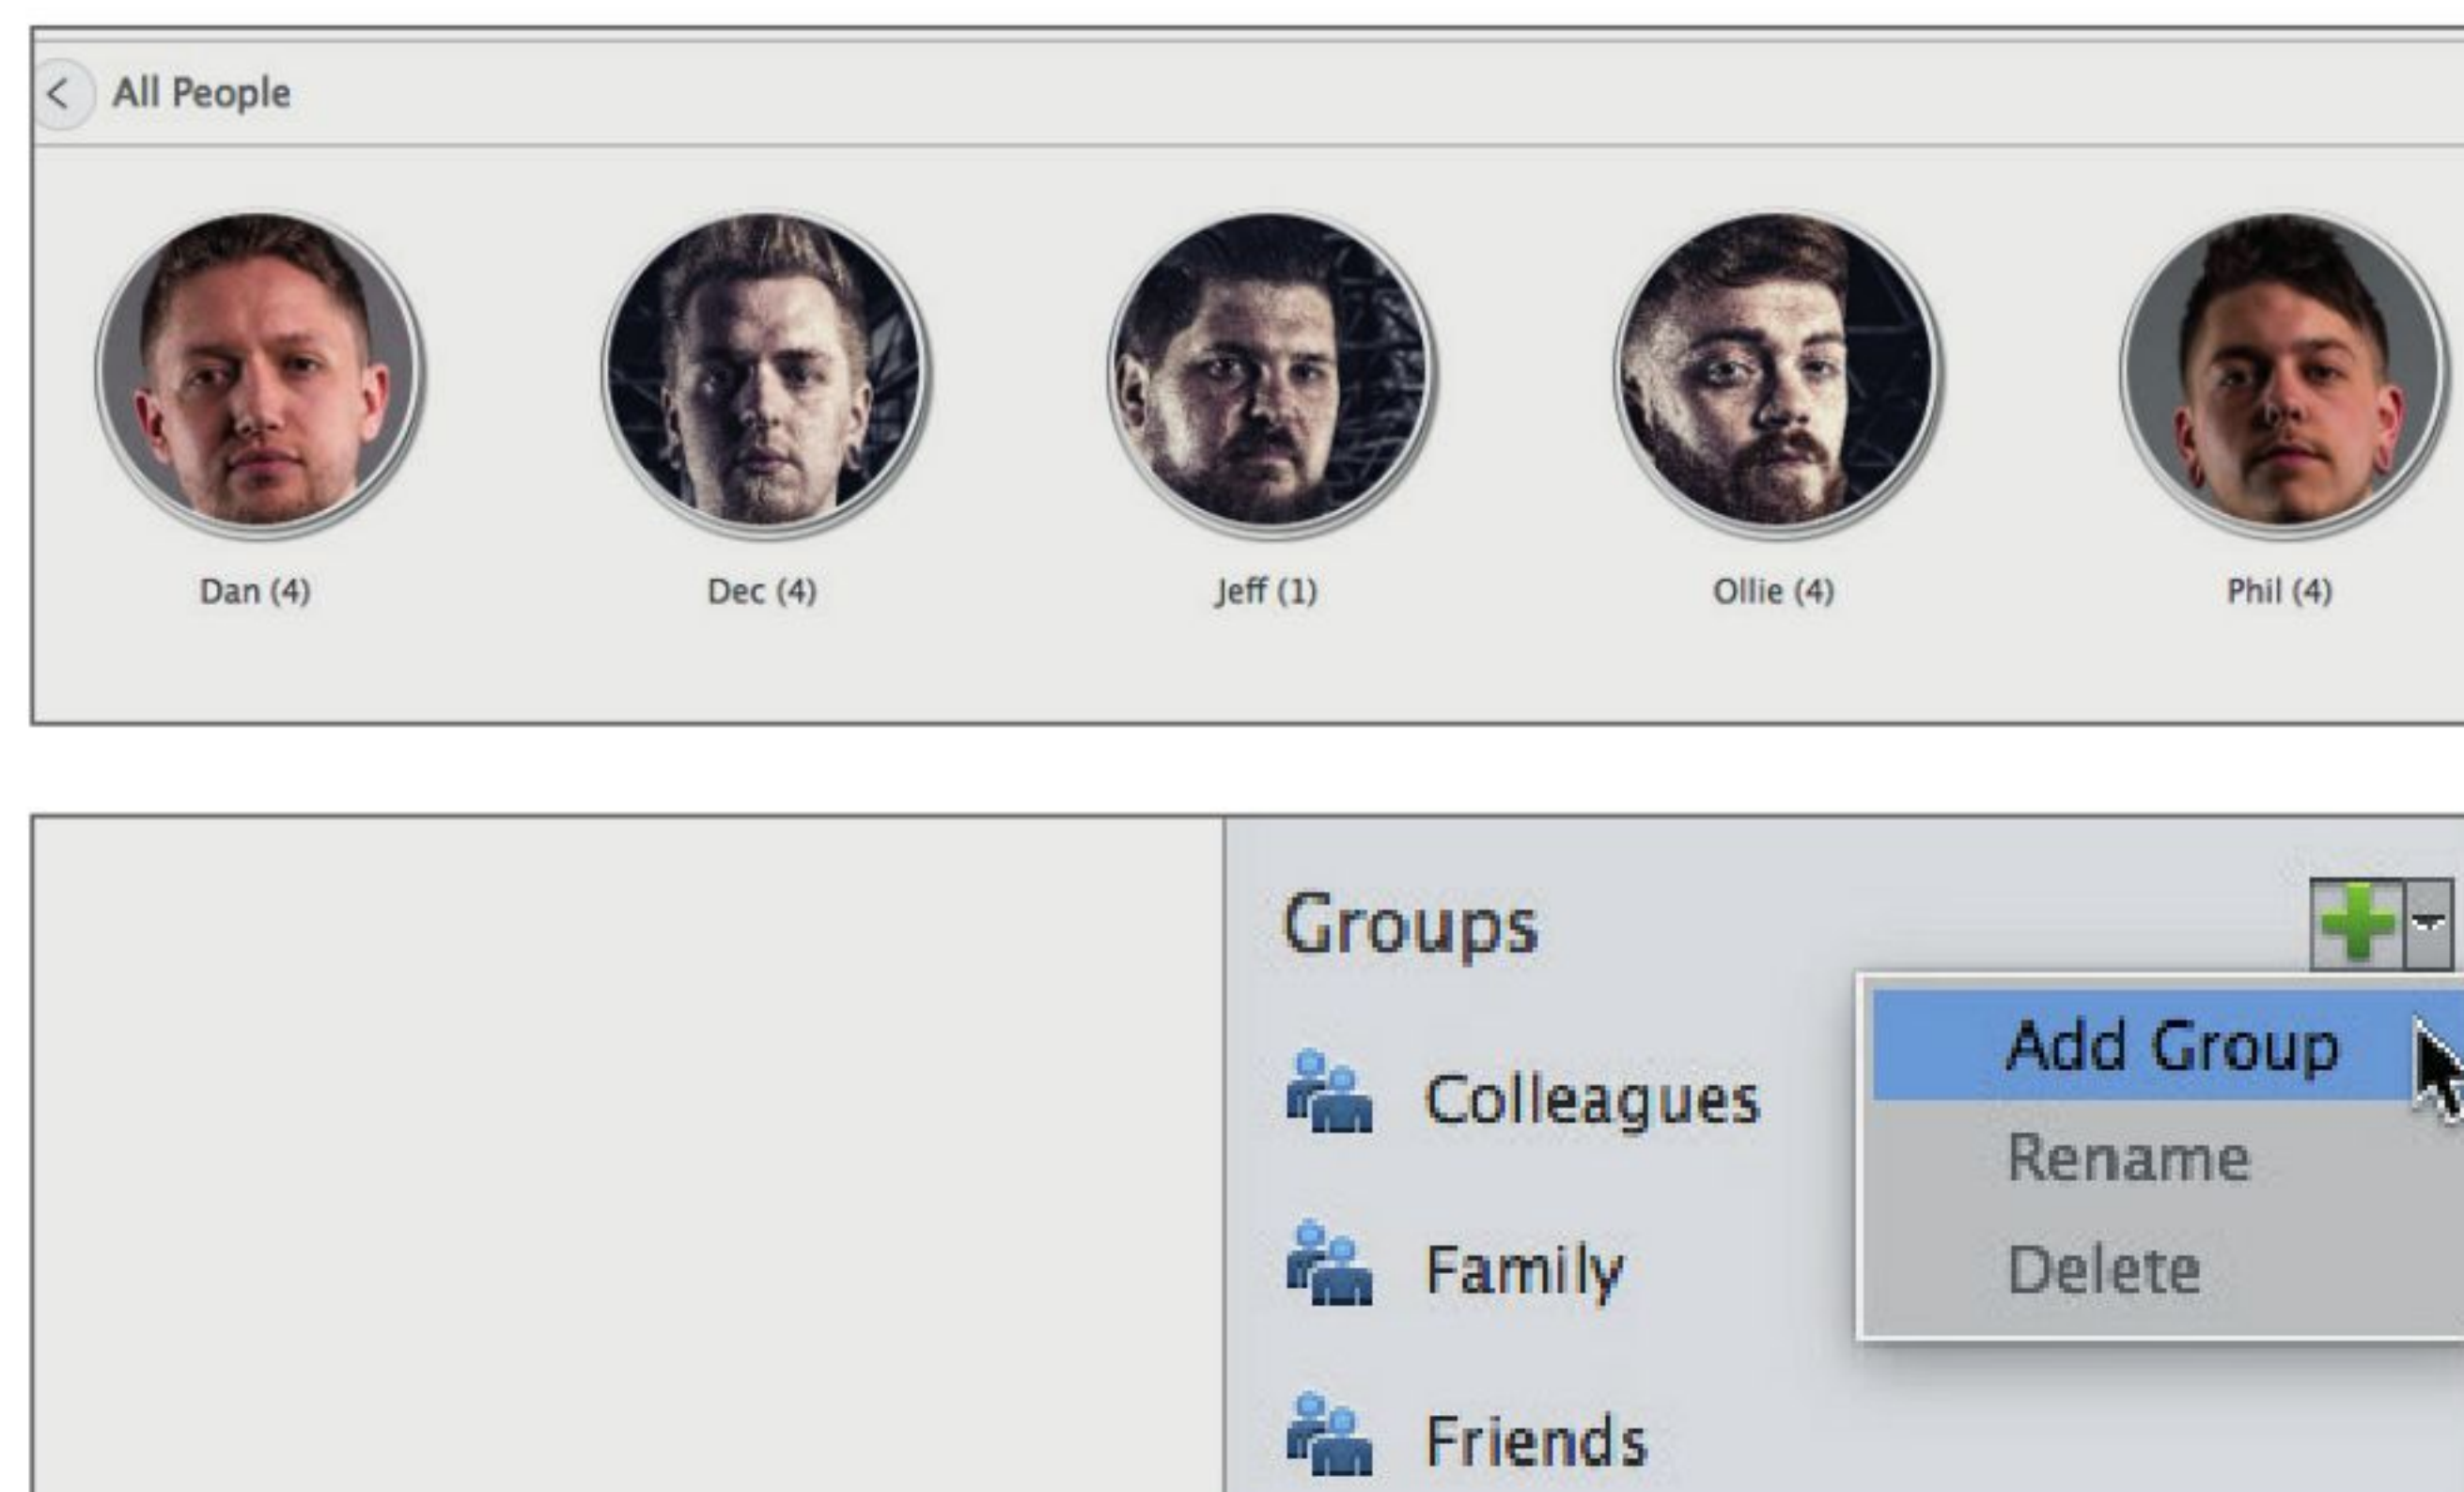 All People
Dan (4)
Dec (4)
Jeff (1)
Ollie (4)
Phil (4)
Groups
Add Group
Colleagues
Rename
Family
Delete
Friends